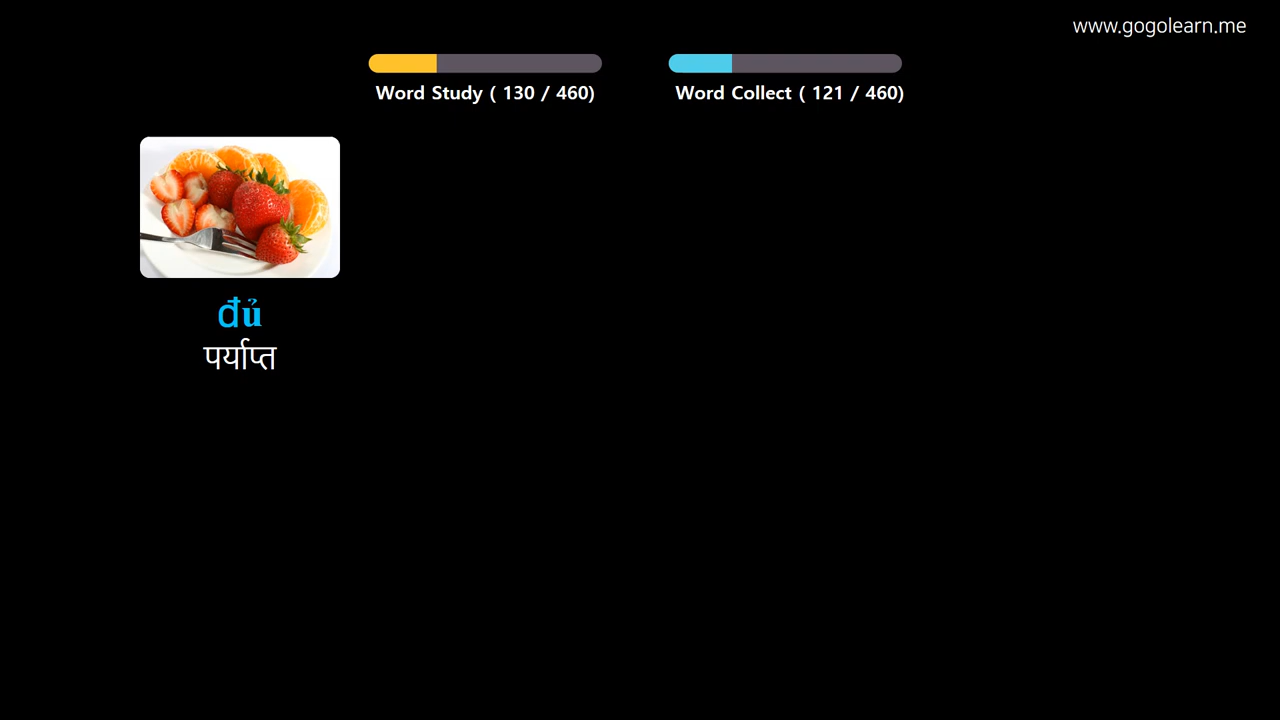 www.gogolearn.me
Word Study ( 130 / 460)
Word Collect ( 121 / 460)
đủ
पर्याप्त